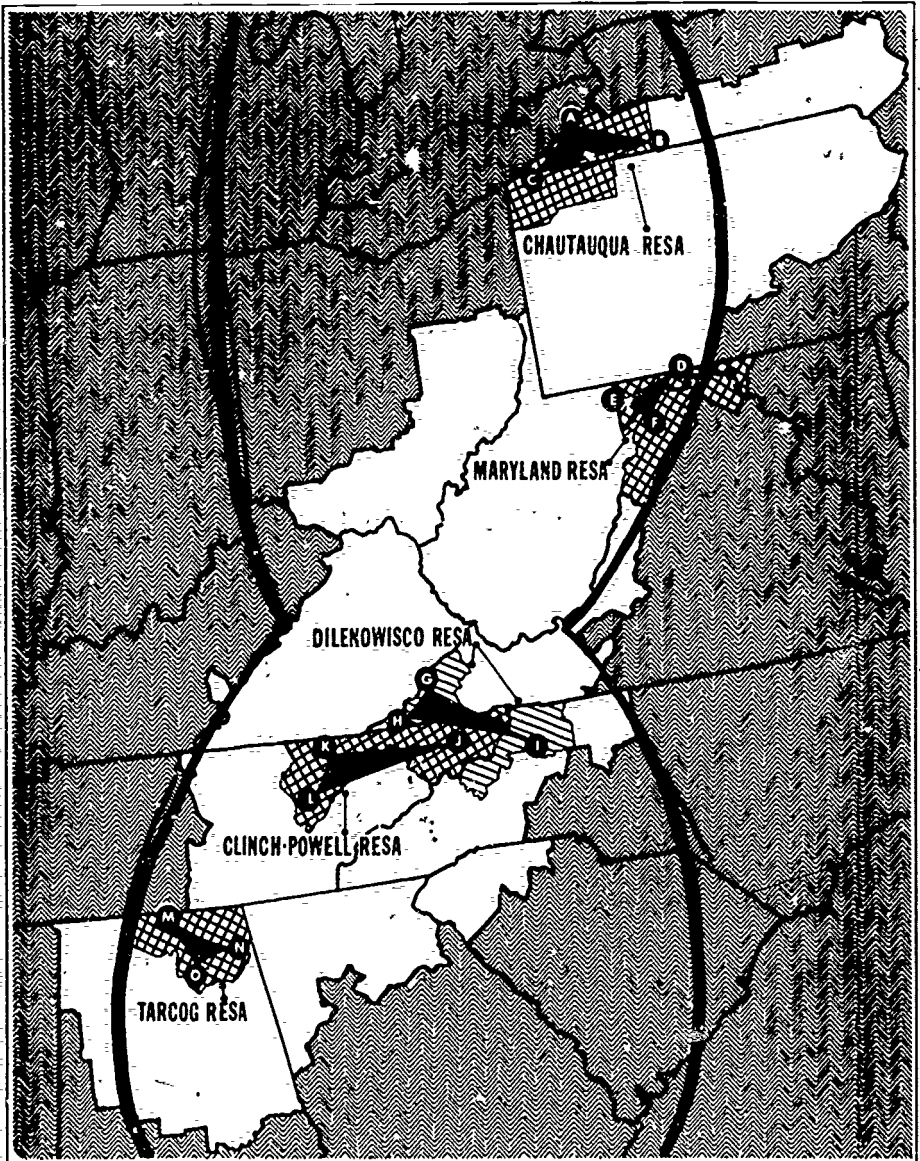 A
B
C
CHAUTAUQUA RESA
D
E
F
MARYLAND RESA
DILENOWISCO RESA
G
H
I
J
K
L
CLINCH-POWELL RESA
M
N
O
TARCOG RESA